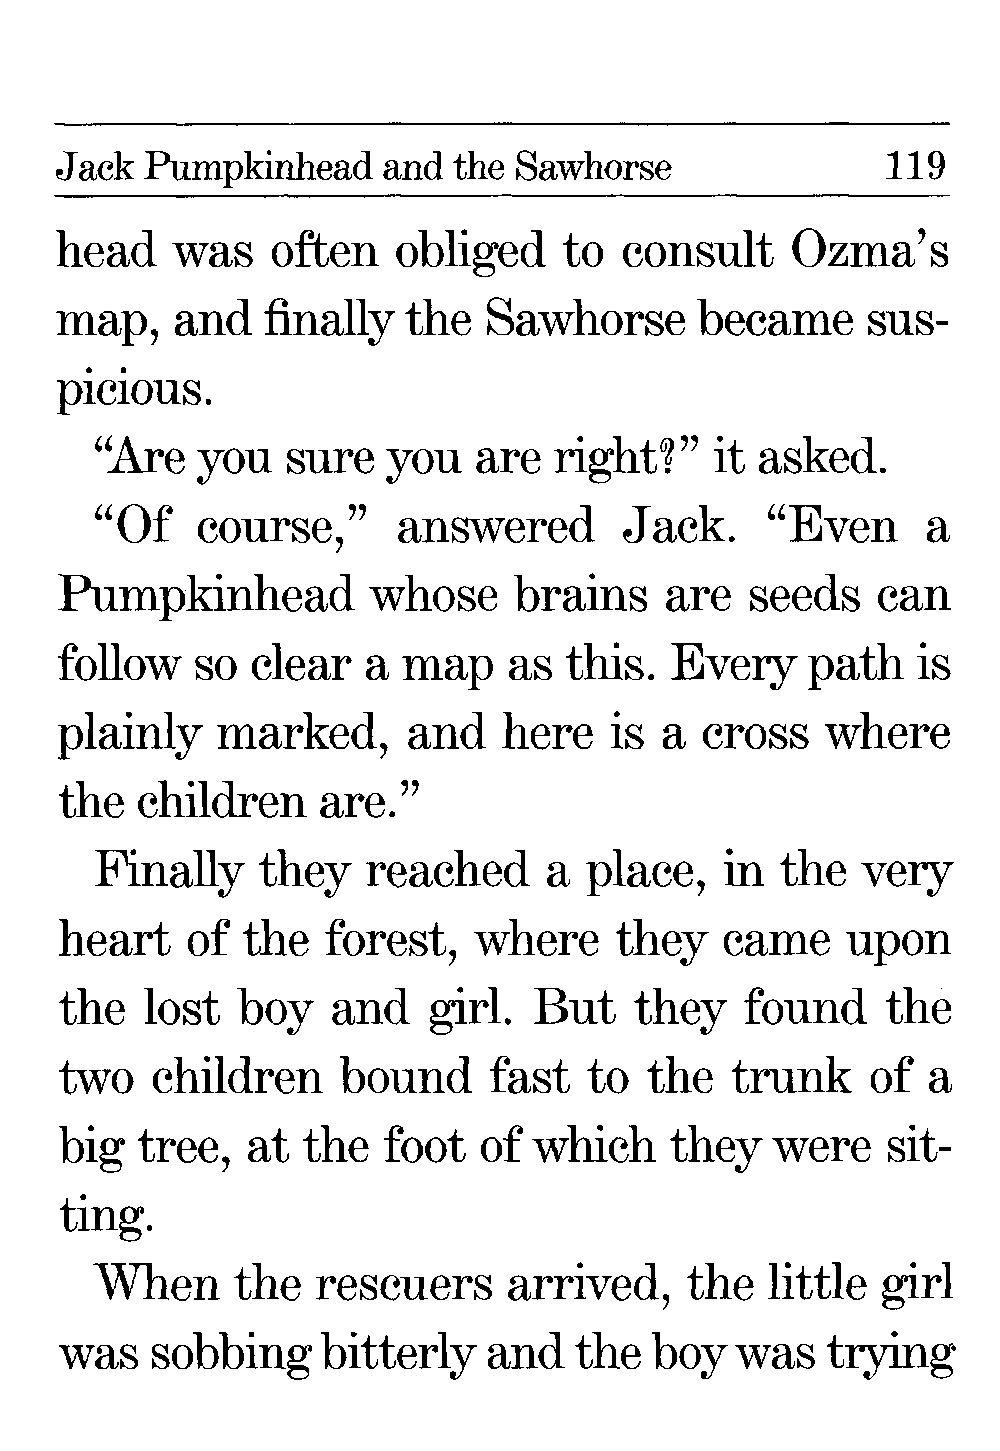 Jack Pumpkinhead and the Sawhorse 119
head was often obliged to consult Ozma’s
map, and finally the Sawhorse became sus-
picious.
“Are you sure you are right?” it asked.
“Of course,” answered Jack. “Even a
Pumpkinhead whose brains are seeds can
follow so clear a map as this. Every path is
plainly marked, and here is a cross where
the children are.”
Finally they reached a place, in the very
heart of the forest, where they came upon
the lost boy and girl. But they found the
two children bound fast to the trunk of a
big tree, at the foot of which they were sit-
ting.
When the rescuers arrived, the little girl
was sobbing bitterly and the boy was trying